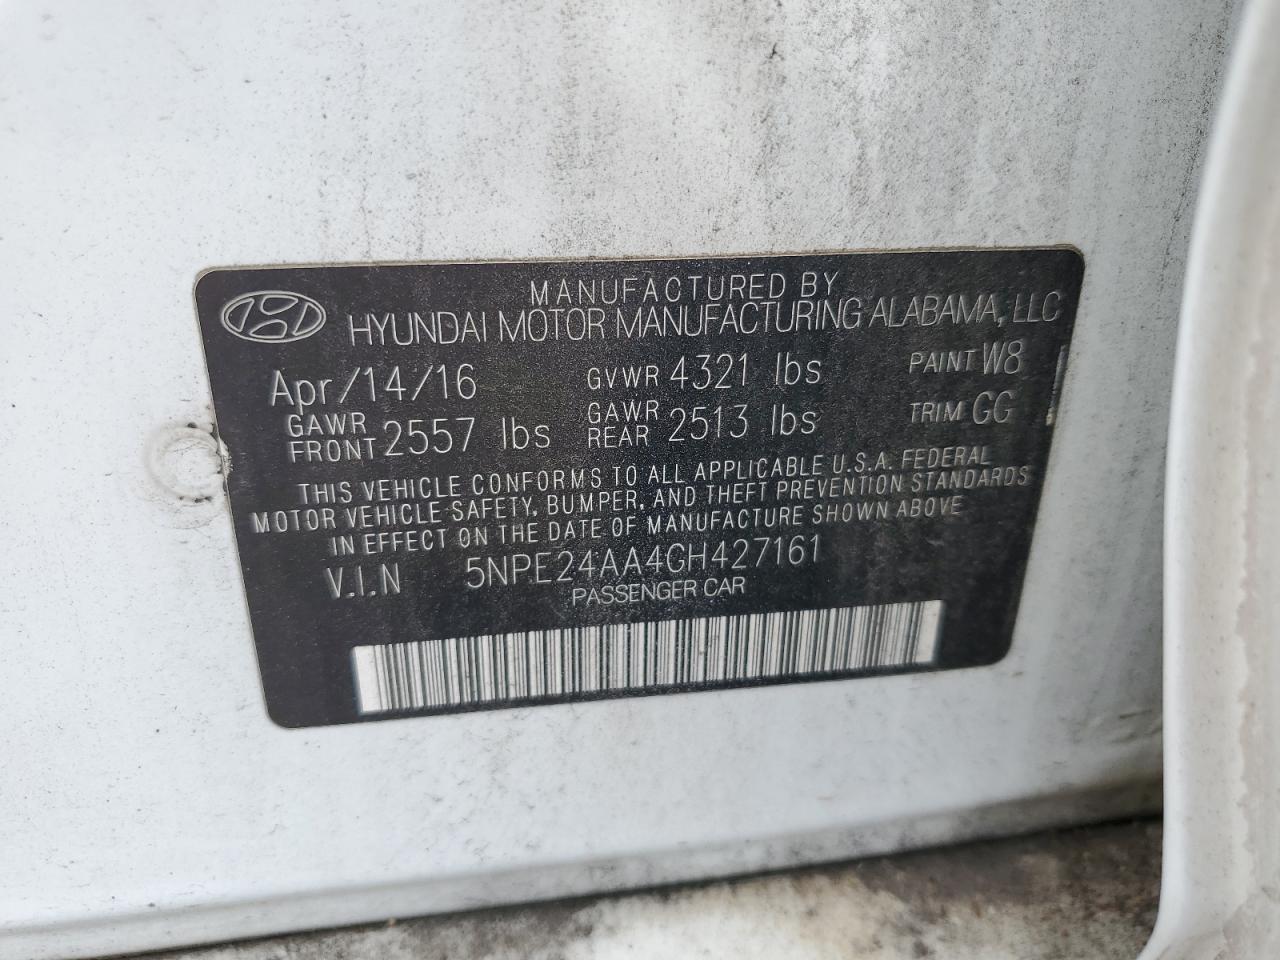 MANUFACTURED BY
HYUNDAI MOTOR MANUFACTURING ALABAMA, LLC
Apr/14/16 GVWR 4321 lbs PAINT W8
GAWR FRONT 2557 lbs GAWR REAR 2513 lbs TRIM GG
THIS VEHICLE CONFORMS TO ALL APPLICABLE U.S.A. FEDERAL
MOTOR VEHICLE SAFETY, BUMPER, AND THEFT PREVENTION STANDARDS
IN EFFECT ON THE DATE OF MANUFACTURE SHOWN ABOVE
V.I.N 5NPE24AA4GH427161
PASSENGER CAR